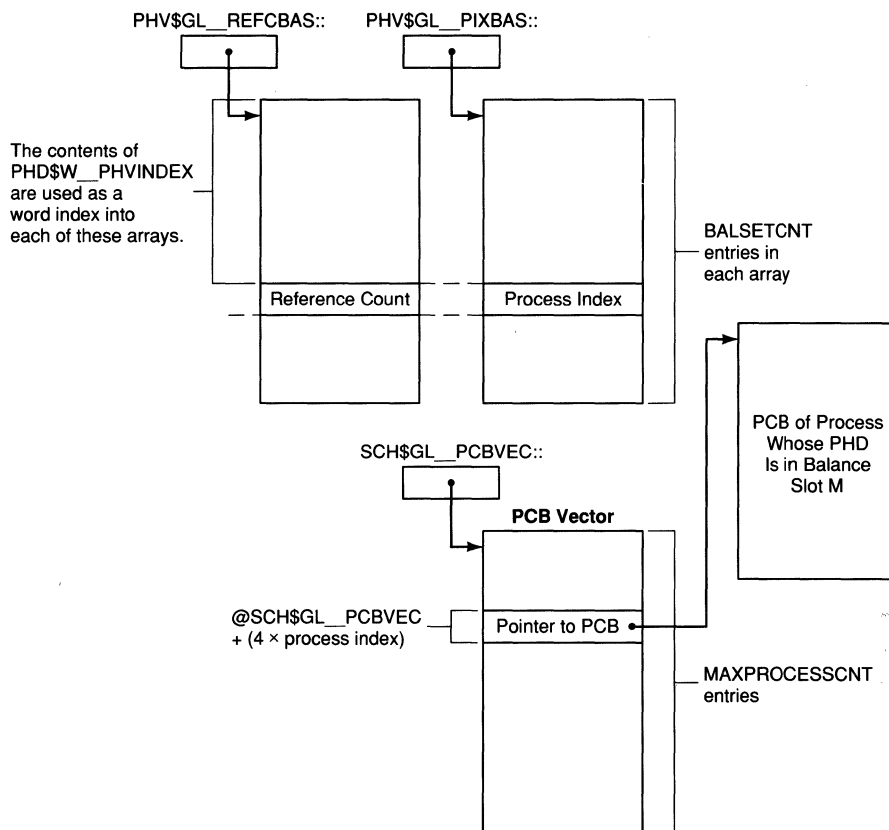 PHV$GL__REFCBAS::
PHV$GL__PIXBAS::
The contents of
PHD$W__PHVINDEX
are used as a
word index into
each of these arrays.
BALSETCNT
entries in
each array
Reference Count
Process Index
PCB of Process
Whose PHD
Is in Balance
Slot M
SCH$GL__PCBVEC::
PCB Vector
@SCH$GL__PCBVEC
+ (4 × process index)
Pointer to PCB
MAXPROCESSCNT
entries